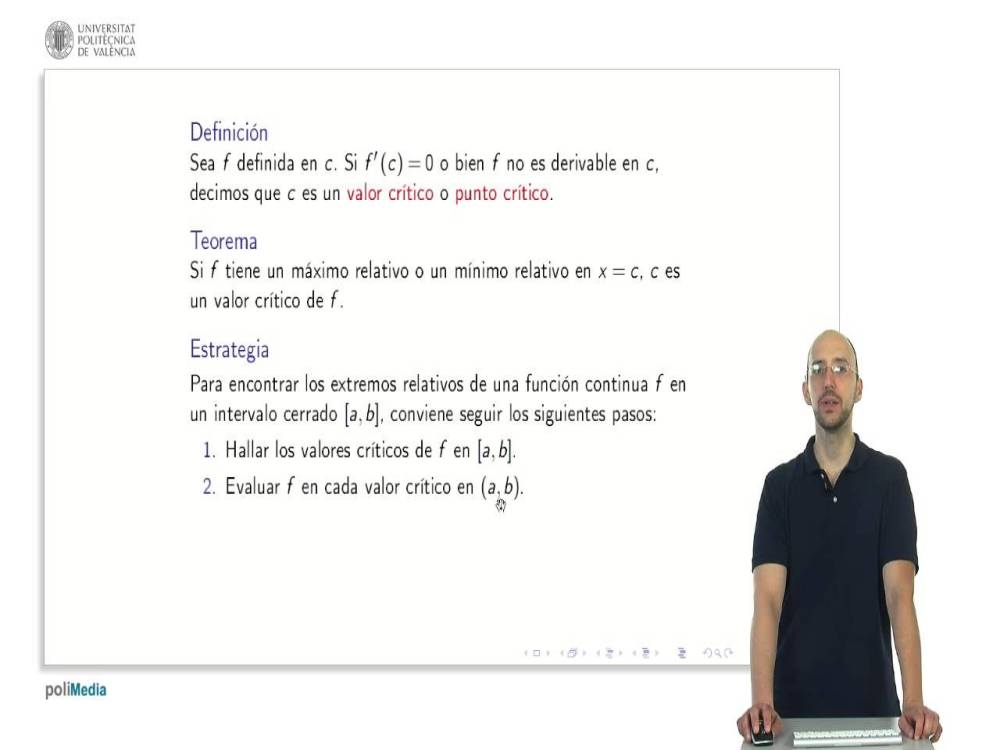 UNIVERSITAT
POLITÈCNICA
DE VALÈNCIA
Definición
Sea f definida en c. Si f′(c) = 0 o bien f no es derivable en c,
decimos que c es un valor crítico o punto crítico.
Teorema
Si f tiene un máximo relativo o un mínimo relativo en x = c, c es
un valor crítico de f.
Estrategia
Para encontrar los extremos relativos de una función continua f en
un intervalo cerrado [a, b], conviene seguir los siguientes pasos:
1. Hallar los valores críticos de f en [a, b].
2. Evaluar f en cada valor crítico en (a, b).
poliMedia